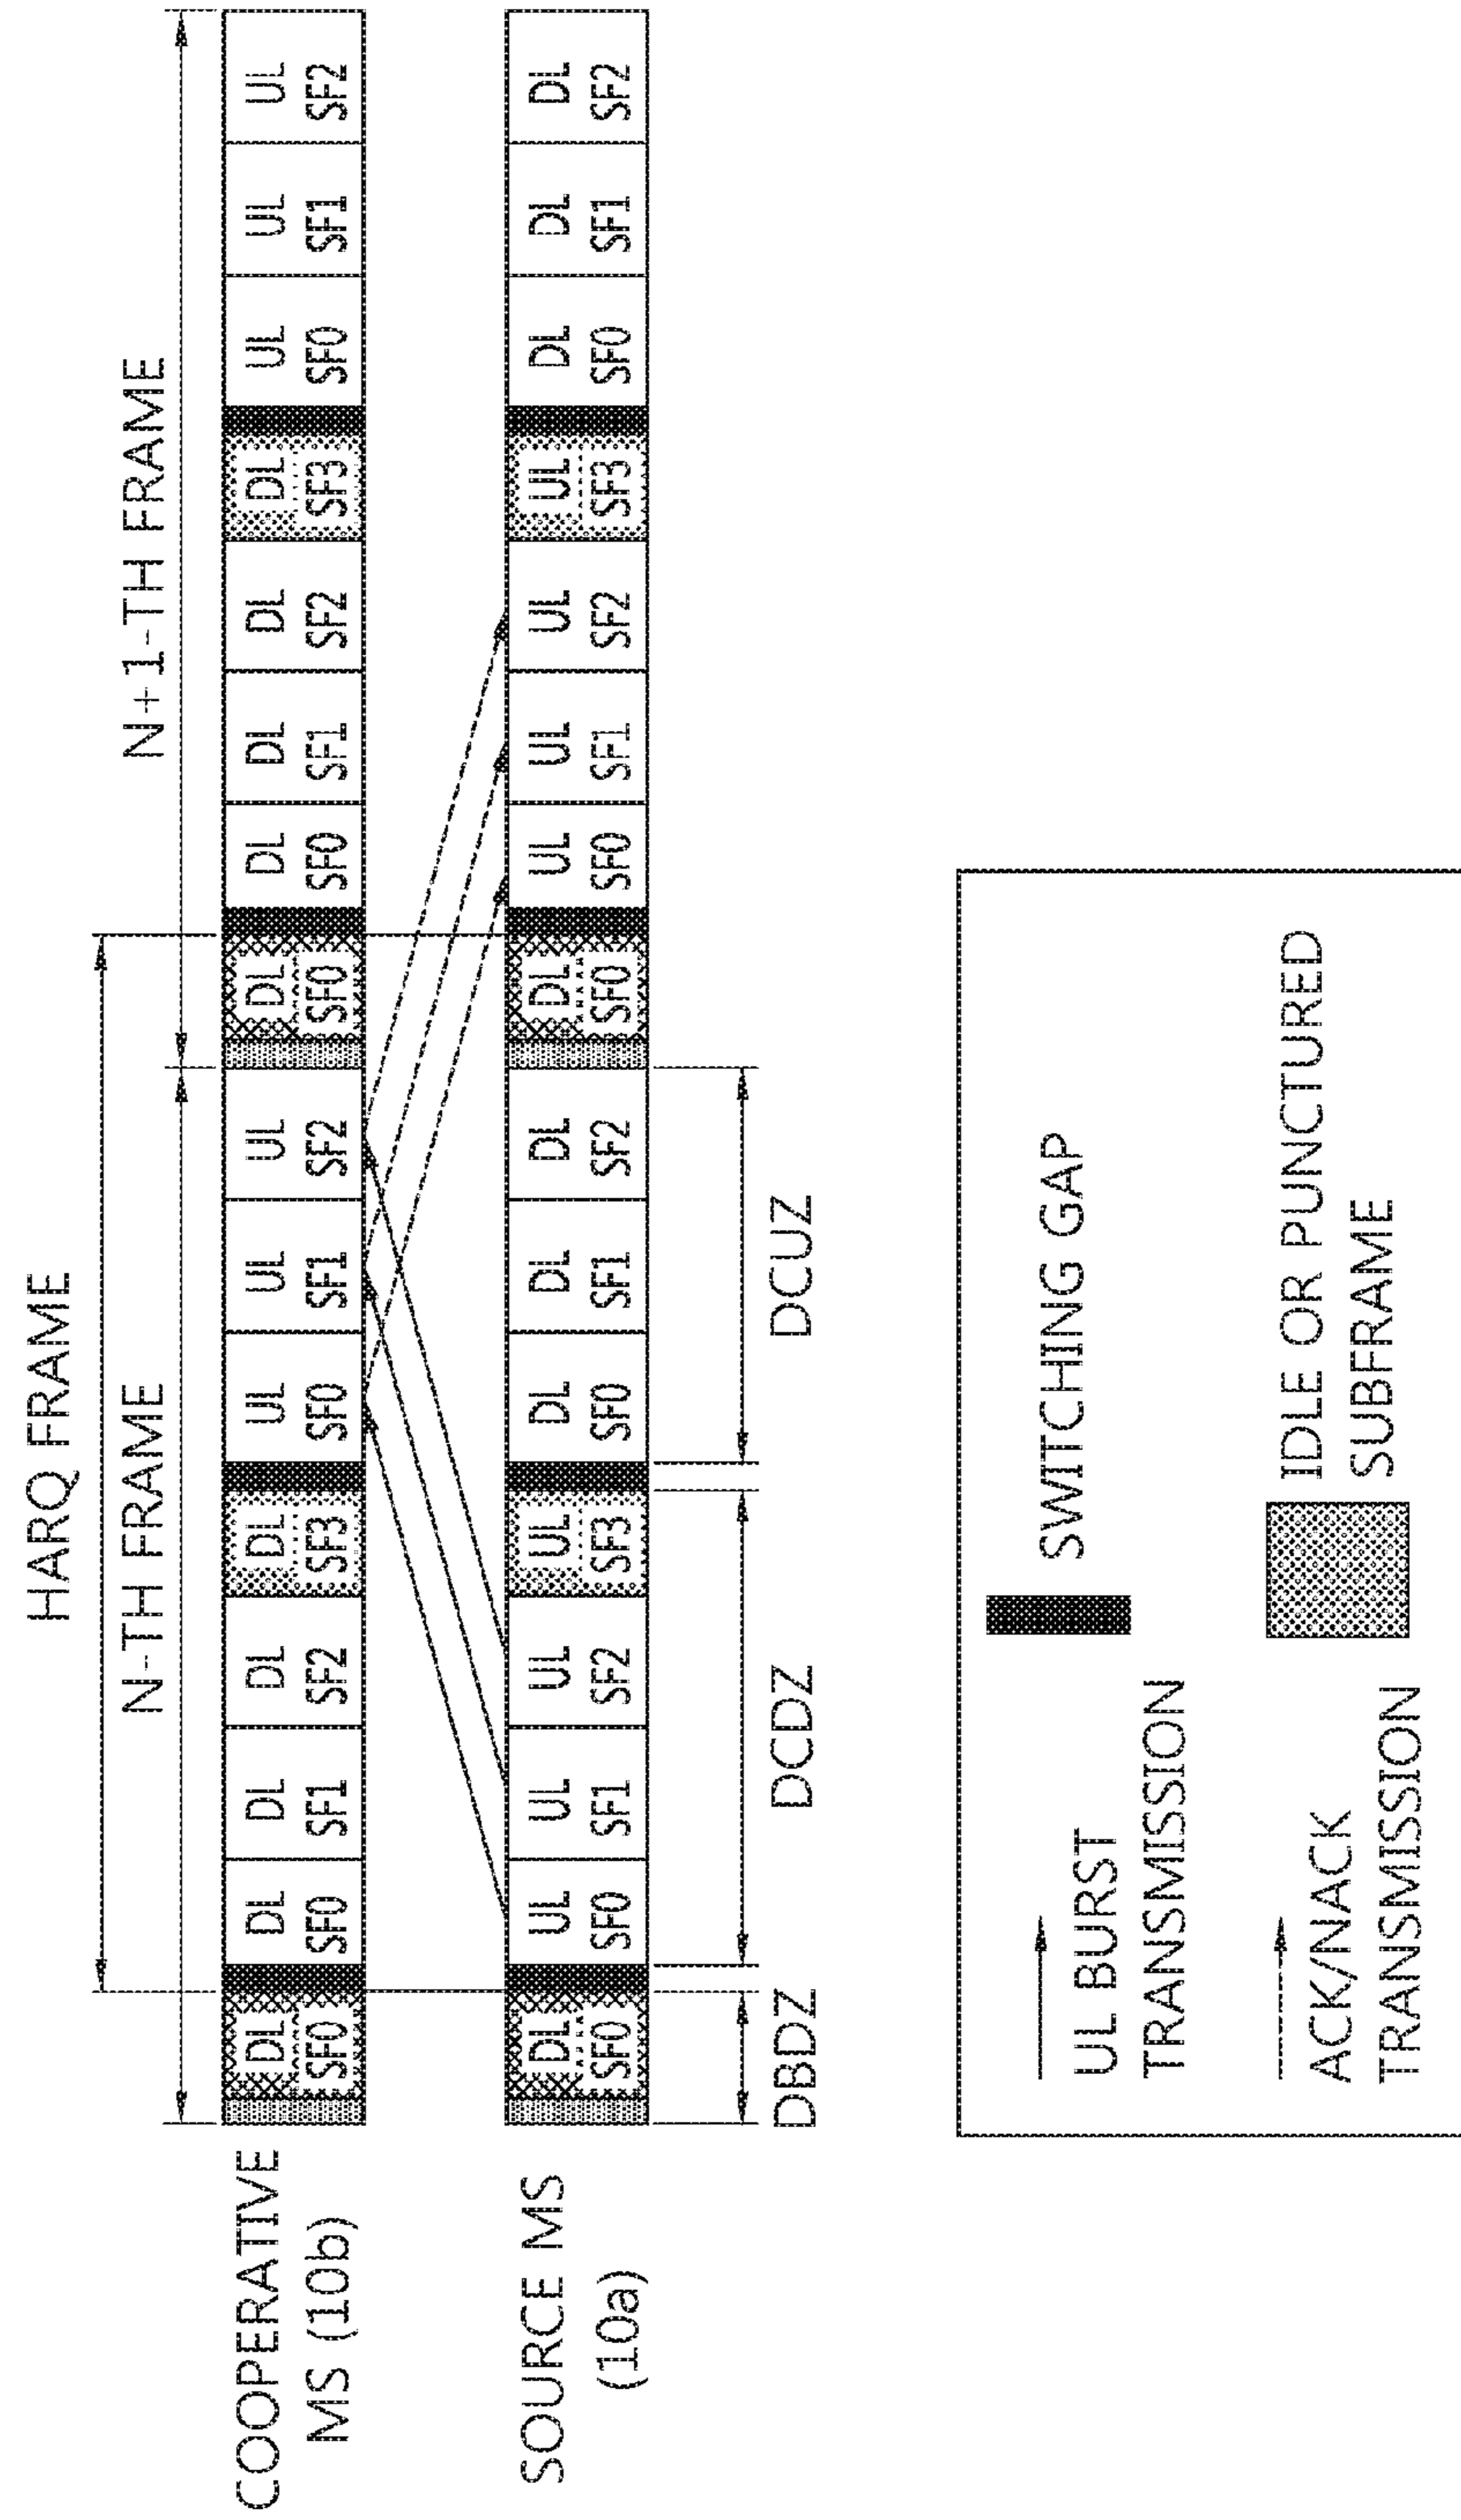 HARQ FRAME
N-TH FRAME
N+1-TH FRAME
COOPERATIVE
MS (10b)
DL SF0
DL SF0
DL SF1
DL SF2
DL SF3
UL SF0
UL SF1
UL SF2
DL SF0
DL SF0
DL SF1
DL SF2
DL SF3
UL SF0
UL SF1
UL SF2
SOURCE MS
(10a)
DL SF0
UL SF0
UL SF1
UL SF2
UL SF3
DL SF0
DL SF1
DL SF2
DL SF0
UL SF0
UL SF1
UL SF2
UL SF3
DL SF0
DL SF1
DL SF2
DBDZ
DCDZ
DCUZ
UL BURST
TRANSMISSION
SWITCHING GAP
ACK/NACK
TRANSMISSION
IDLE OR PUNCTURED
SUBFRAME